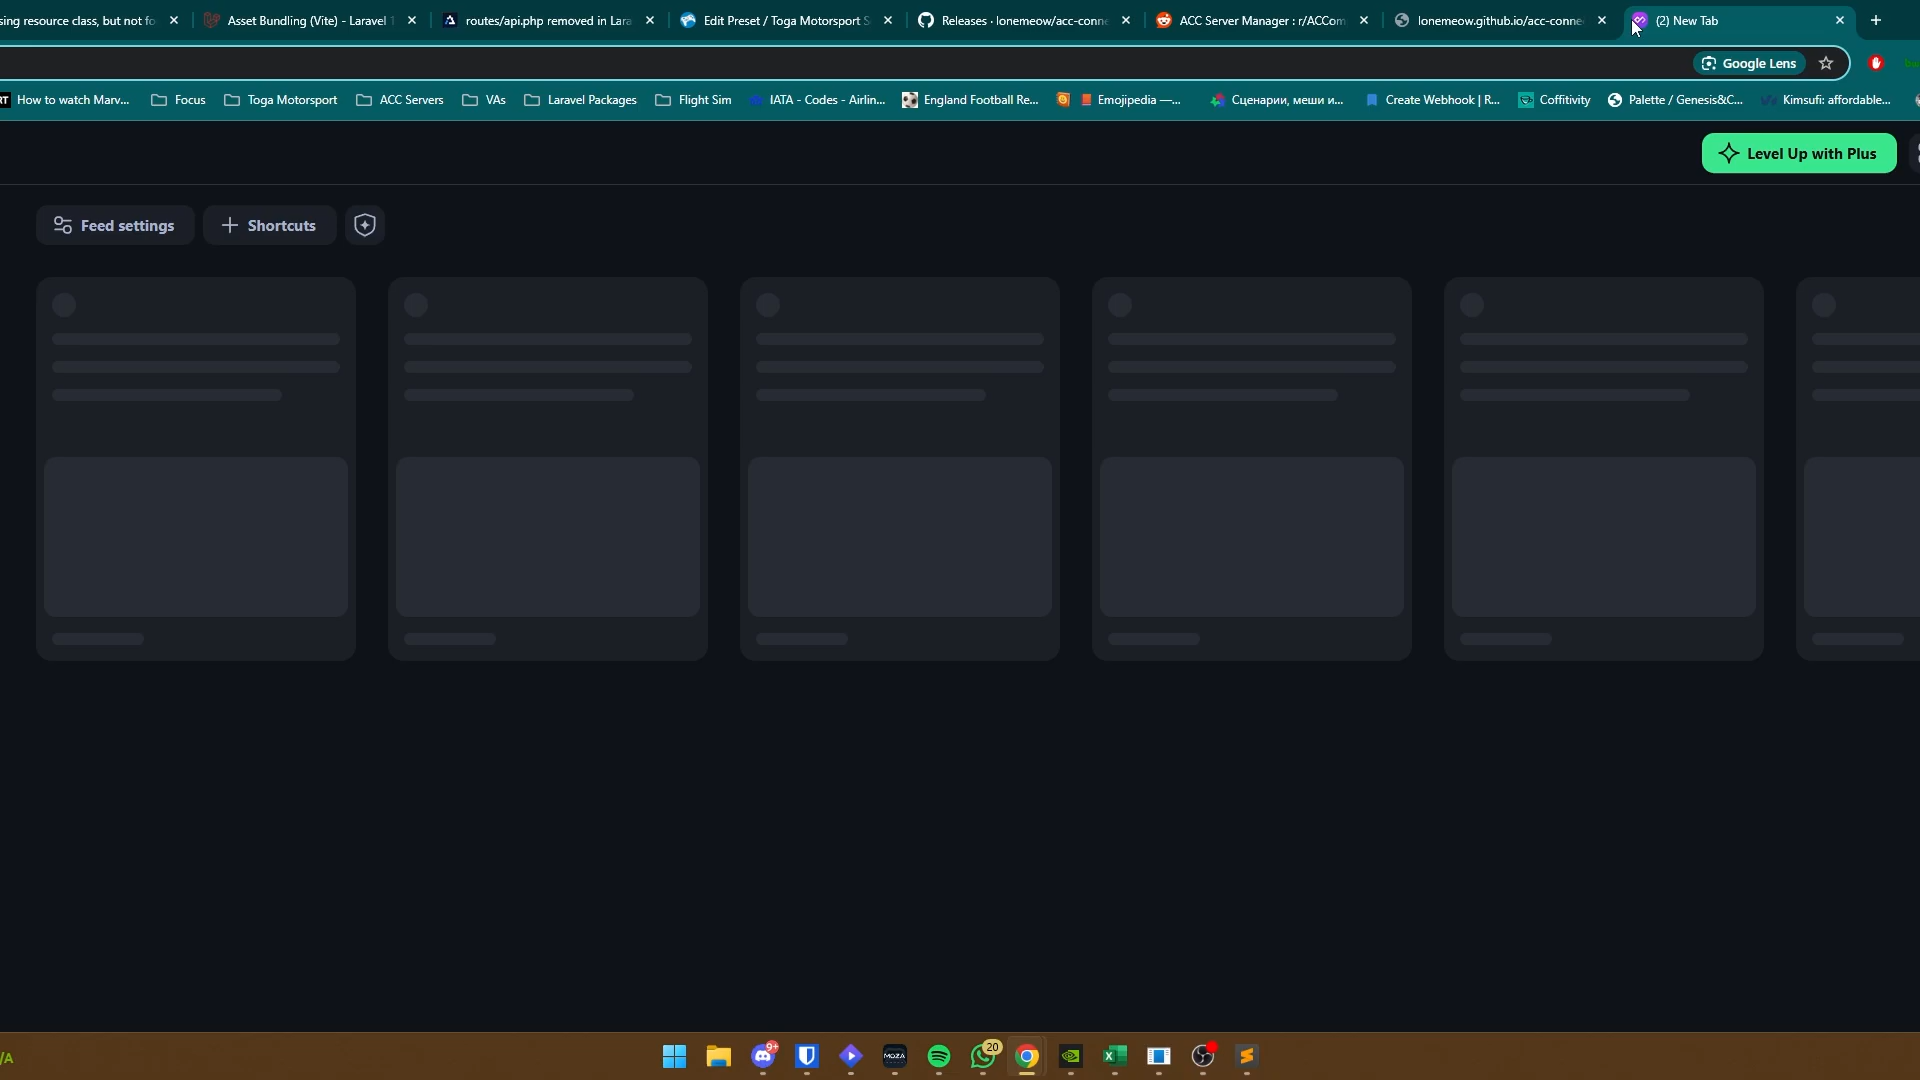 sing resource class, but not fo
Asset Bundling (Vite) - Laravel 1
routes/api.php removed in Lara
Edit Preset / Toga Motorsport S
Releases · lonemeow/acc-conne
ACC Server Manager : r/ACCom
lonemeow.github.io/acc-conne
(2) New Tab
Google Lens
RT
How to watch Marv...
Focus
Toga Motorsport
ACC Servers
VAs
Laravel Packages
Flight Sim
IATA - Codes - Airlin...
England Football Re...
Emojipedia —...
Сценарии, меши и...
Create Webhook | R...
Coffitivity
Palette / Genesis&C...
Kimsufi: affordable...
Level Up with Plus
Feed settings
Shortcuts
/A
9+
MOZA
20